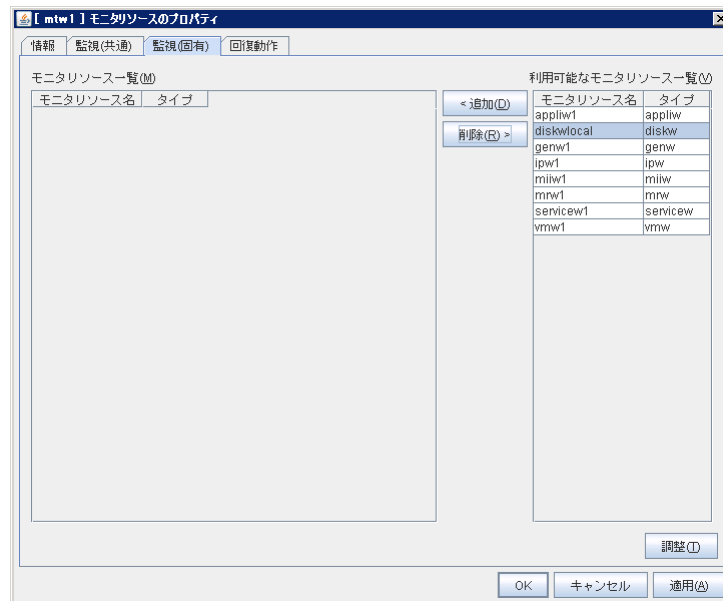 [ mtw1 ] モニタリソースのプロパティ
情報 監視(共通) 監視(固有) 回復動作
モニタリソース一覧(M) 利用可能なモニタリソース一覧(V)
モニタリソース名 タイプ < 追加(D) モニタリソース名 タイプ
appliw1 appliw
削除(R) > diskwlocal diskw
genw1 genw
ipw1 ipw
miiw1 miiw
mrw1 mrw
servicew1 servicew
vmw1 vmw
調整(T)
OK キャンセル 適用(A)